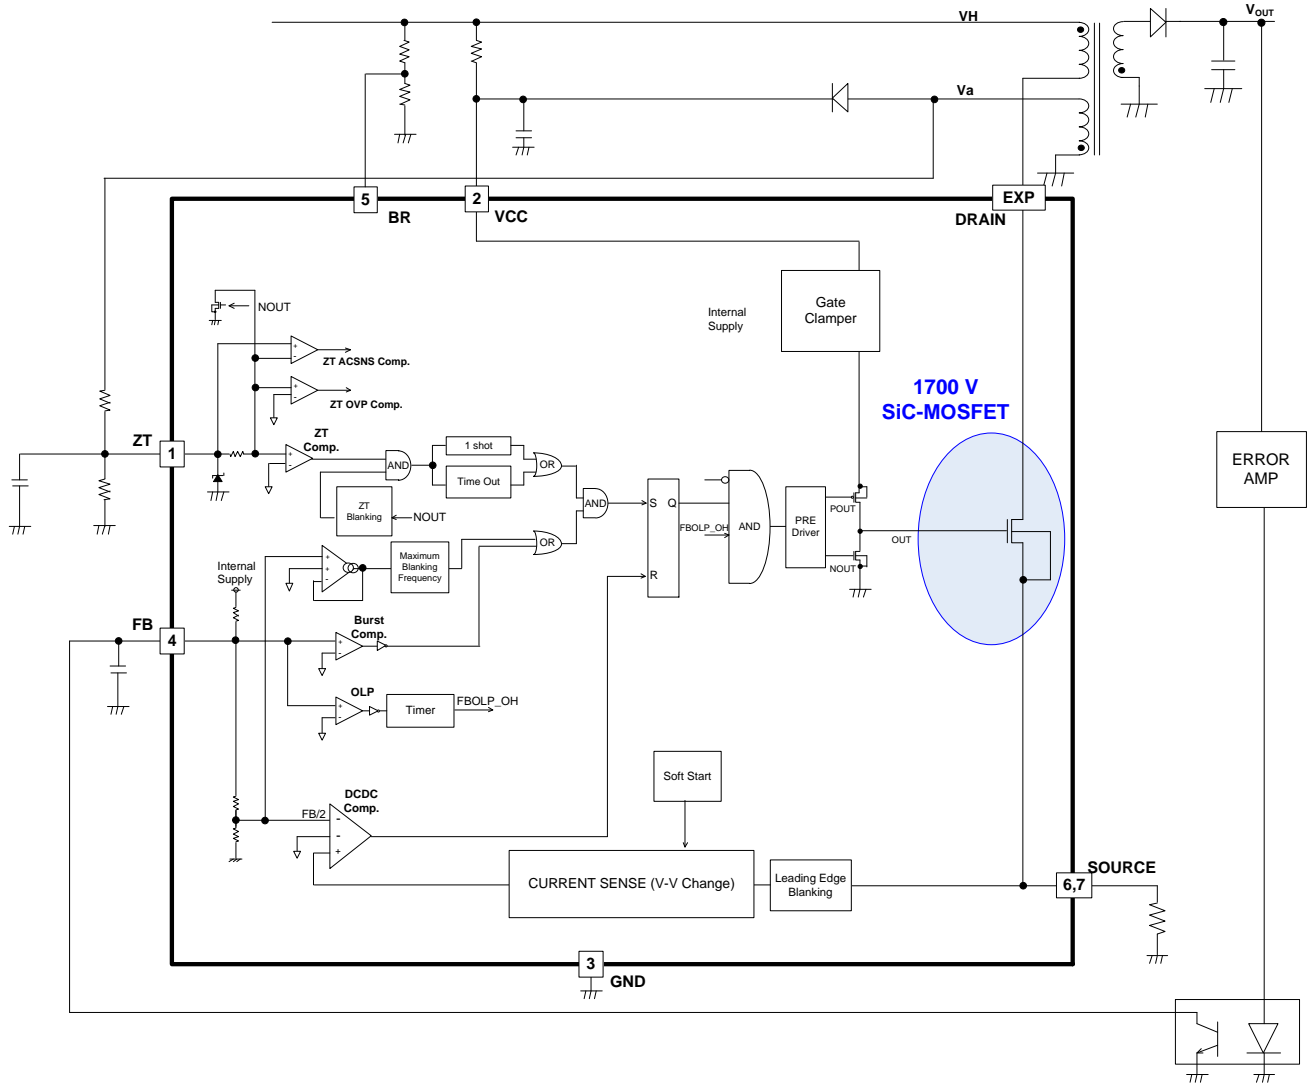 VH
VOUT
Va
5
BR
2
VCC
EXP
DRAIN
NOUT
Internal
Supply
Gate
Clamper
+
-
ZT ACSNS Comp.
+
-
ZT OVP Comp.
1700 V
SiC-MOSFET
ZT
1
ZT
Comp.
+
-
AND
1 shot
Time Out
OR
AND
ZT
Blanking
NOUT
S
Q
R
FBOLP_OH
AND
PRE
Driver
POUT
NOUT
OUT
ERROR
AMP
Internal
Supply
+
+
-
Maximum
Blanking
Frequency
OR
FB
4
Burst
Comp.
+
-
OLP
+
-
Timer
FBOLP_OH
Soft Start
DCDC
Comp.
FB/2
-
-
+
CURRENT SENSE (V-V Change)
Leading Edge
Blanking
SOURCE
6,7
3
GND